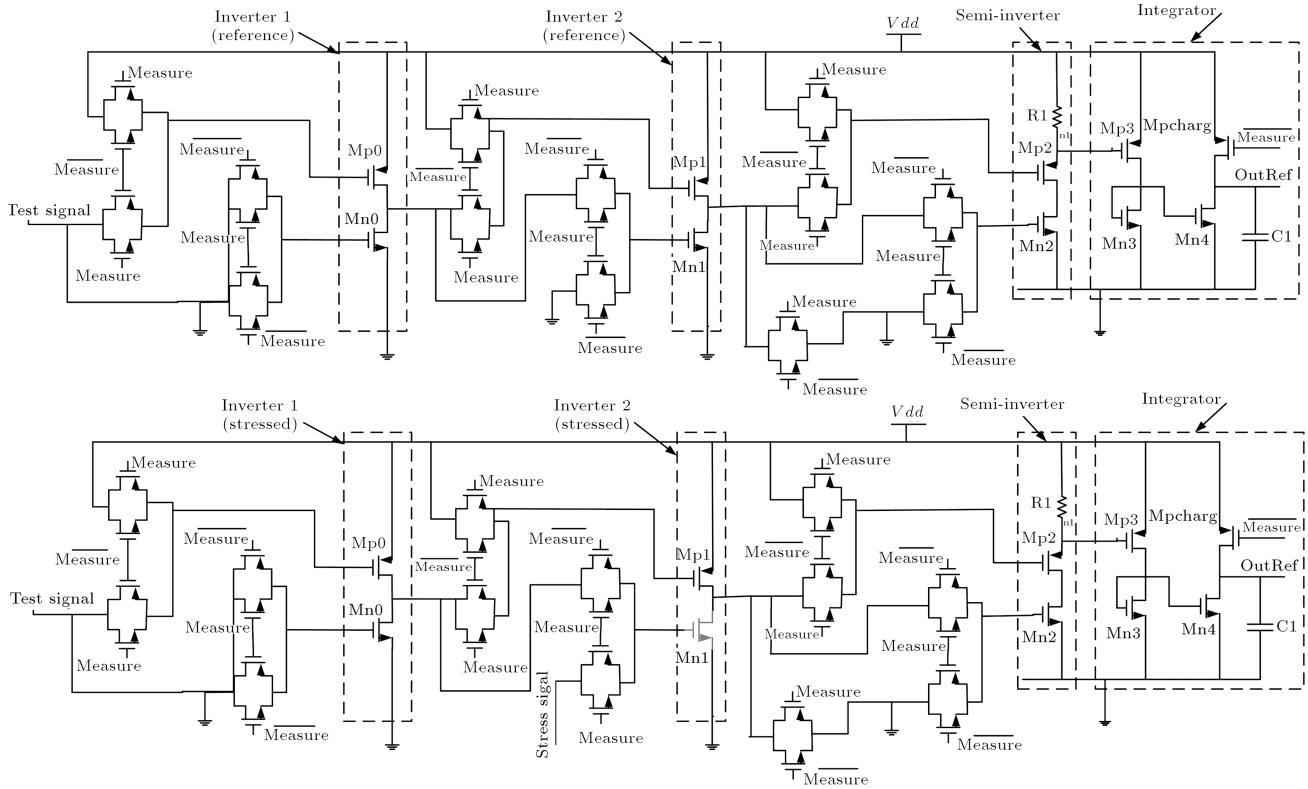 Inverter 1
(reference)
Inverter 2
(reference)
Vdd
Semi-inverter
Integrator
Measure
Measure
Measure
Measure
Measure
Test signal
Measure
Measure
Measure
Mp0
Mn0
Measure
Measure
Measure
Measure
Measure
Mp1
Mn1
Measure
Measure
Measure
Measure
Measure
Measure
Measure
R1
n1
Mp2
Mn2
Mp3
Mpcharg
Measure
OutRef
Mn3
Mn4
C1
Inverter 1
(stressed)
Inverter 2
(stressed)
Vdd
Semi-inverter
Integrator
Measure
Measure
Measure
Measure
Measure
Test signal
Measure
Measure
Mp0
Mn0
Measure
Measure
Measure
Measure
Measure
Stress sigal
Measure
Mp1
Mn1
Measure
Measure
Measure
Measure
Measure
Measure
Measure
Measure
R1
n1
Mp2
Mn2
Mp3
Mpcharg
Measure
OutRef
Mn3
Mn4
C1